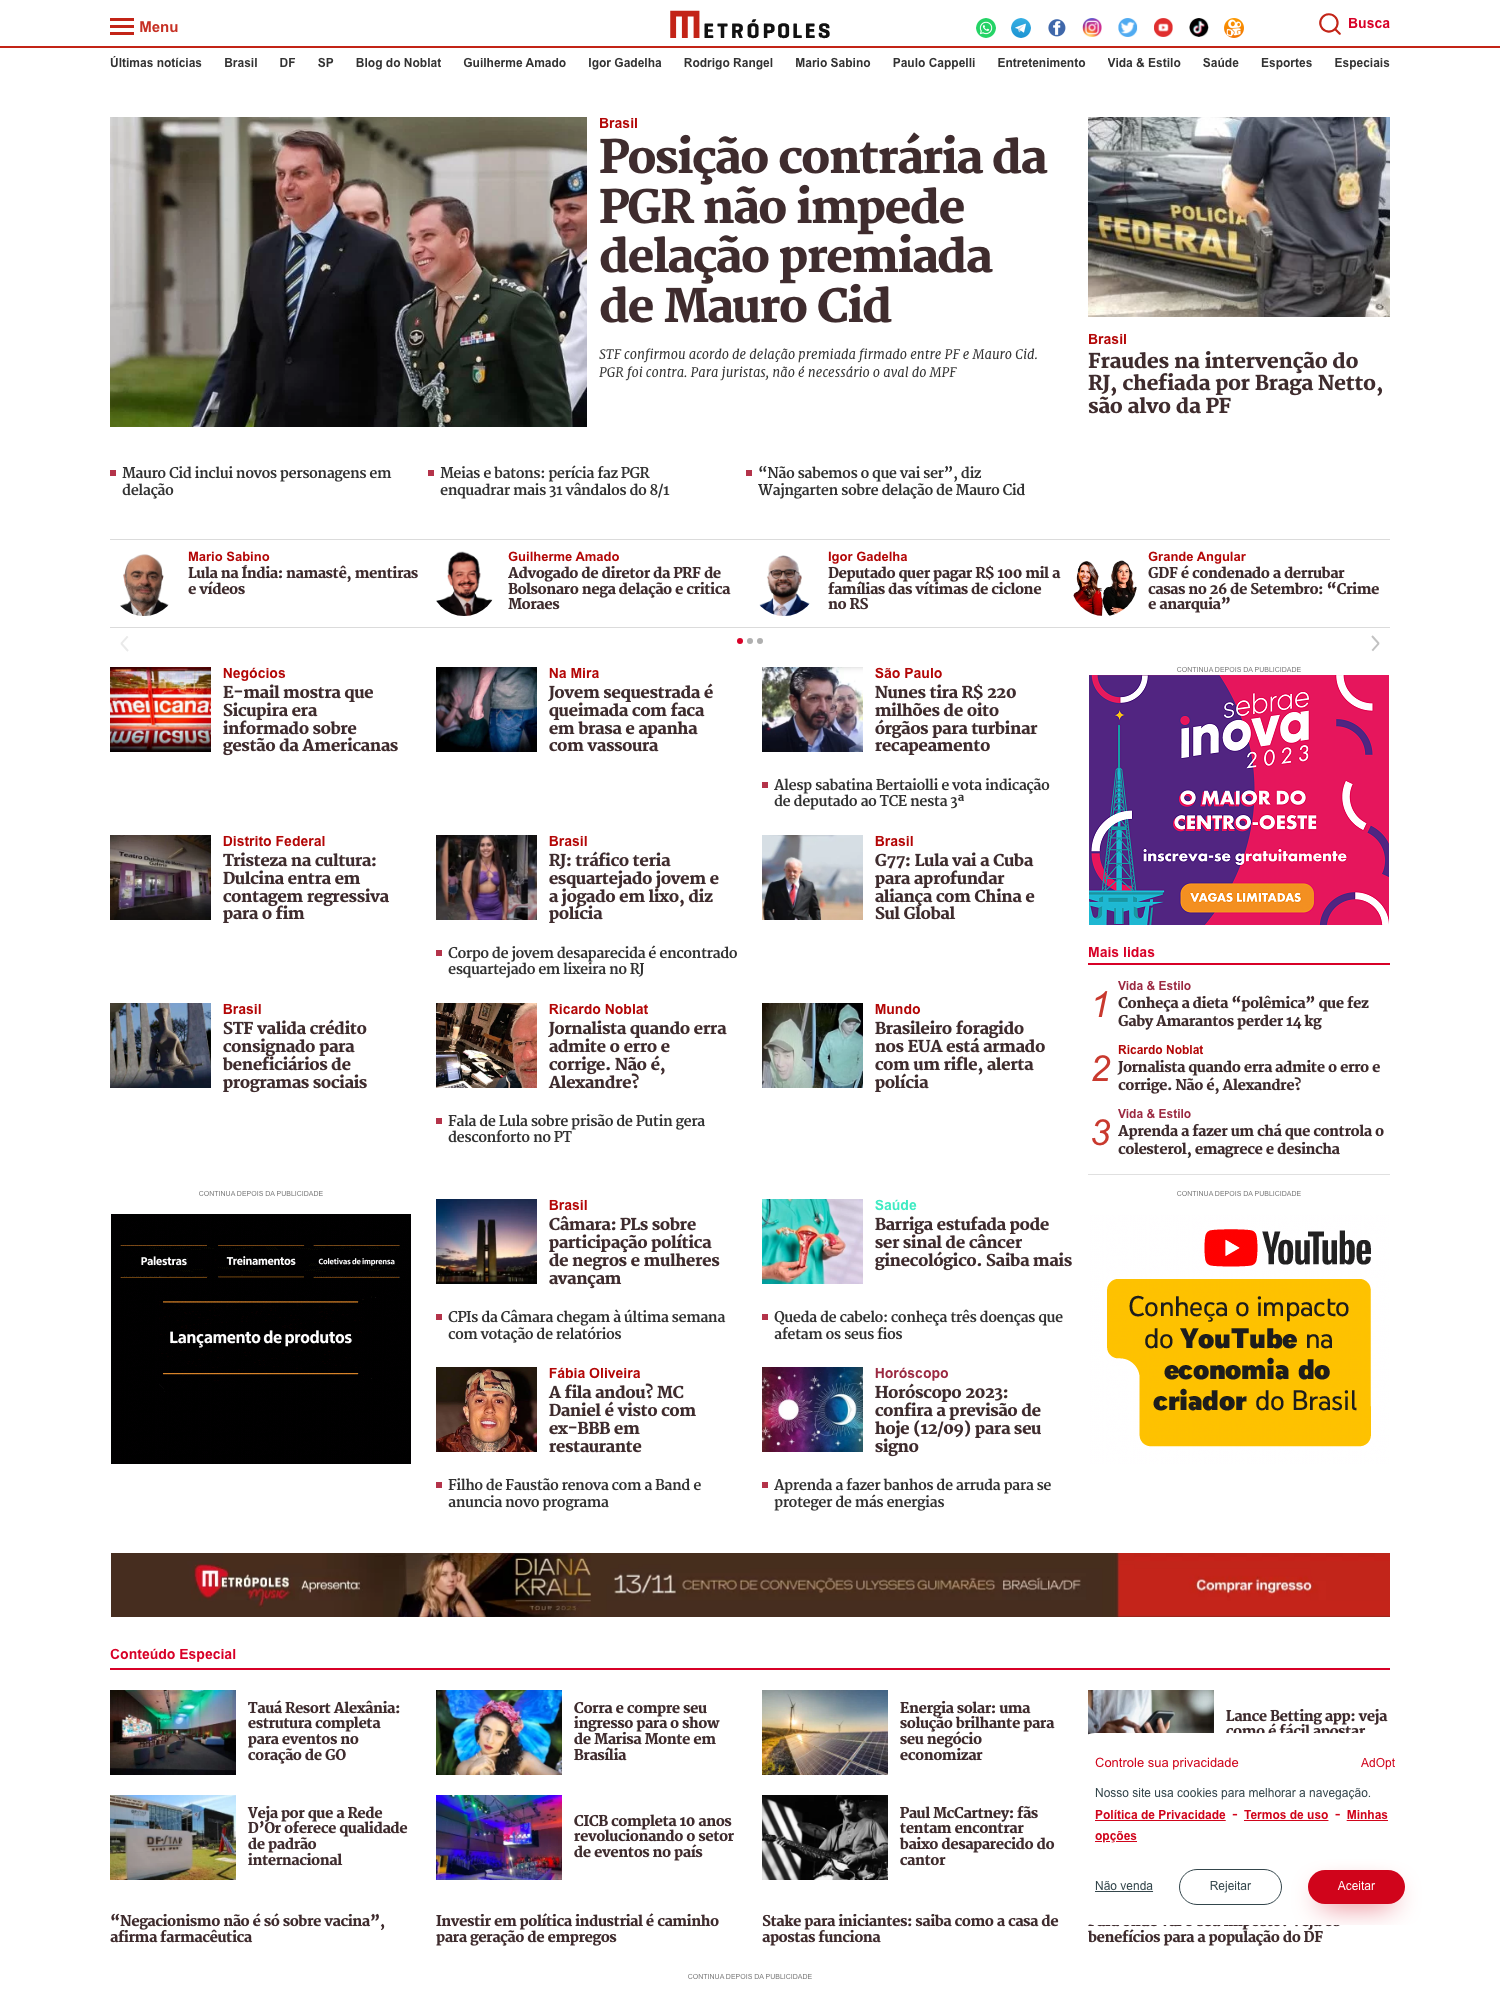 Menu
METRÓPOLES
Busca
Últimas notícias Brasil DF SP Blog do Noblat Guilherme Amado Igor Gadelha Rodrigo Rangel Mario Sabino Paulo Cappelli Entretenimento Vida & Estilo Saúde Esportes Especiais
Brasil
Posição contrária da
PGR não impede
delação premiada
de Mauro Cid
STF confirmou acordo de delação premiada firmado entre PF e Mauro Cid.
PGR foi contra. Para juristas, não é necessário o aval do MPF
POLICIA
FEDERAL
Brasil
Fraudes na intervenção do
RJ, chefiada por Braga Netto,
são alvo da PF
Mauro Cid inclui novos personagens em
delação
Meias e batons: perícia faz PGR
enquadrar mais 31 vândalos do 8/1
“Não sabemos o que vai ser”, diz
Wajngarten sobre delação de Mauro Cid
Mario Sabino
Lula na Índia: namastê, mentiras
e vídeos
Guilherme Amado
Advogado de diretor da PRF de
Bolsonaro nega delação e critica
Moraes
Igor Gadelha
Deputado quer pagar R$ 100 mil a
famílias das vítimas de ciclone
no RS
Grande Angular
GDF é condenado a derrubar
casas no 26 de Setembro: “Crime
e anarquia”
Negócios
E-mail mostra que
Sicupira era
informado sobre
gestão da Americanas
Na Mira
Jovem sequestrada é
queimada com faca
em brasa e apanha
com vassoura
São Paulo
Nunes tira R$ 220
milhões de oito
órgãos para turbinar
recapeamento
Alesp sabatina Bertaiolli e vota indicação
de deputado ao TCE nesta 3ª
CONTINUA DEPOIS DA PUBLICIDADE
sebrae
inova
2023
O MAIOR DO
CENTRO-OESTE
inscreva-se gratuitamente
VAGAS LIMITADAS
Distrito Federal
Tristeza na cultura:
Dulcina entra em
contagem regressiva
para o fim
Brasil
RJ: tráfico teria
esquartejado jovem e
a jogado em lixo, diz
polícia
Corpo de jovem desaparecida é encontrado
esquartejado em lixeira no RJ
Brasil
G77: Lula vai a Cuba
para aprofundar
aliança com China e
Sul Global
Mais lidas
1
Vida & Estilo
Conheça a dieta “polêmica” que fez
Gaby Amarantos perder 14 kg
2
Ricardo Noblat
Jornalista quando erra admite o erro e
corrige. Não é, Alexandre?
3
Vida & Estilo
Aprenda a fazer um chá que controla o
colesterol, emagrece e desincha
Brasil
STF valida crédito
consignado para
beneficiários de
programas sociais
Ricardo Noblat
Jornalista quando erra
admite o erro e
corrige. Não é,
Alexandre?
Fala de Lula sobre prisão de Putin gera
desconforto no PT
Mundo
Brasileiro foragido
nos EUA está armado
com um rifle, alerta
polícia
CONTINUA DEPOIS DA PUBLICIDADE
Palestras Treinamentos Coletivas de imprensa
Lançamento de produtos
Brasil
Câmara: PLs sobre
participação política
de negros e mulheres
avançam
CPIs da Câmara chegam à última semana
com votação de relatórios
Saúde
Barriga estufada pode
ser sinal de câncer
ginecológico. Saiba mais
Queda de cabelo: conheça três doenças que
afetam os seus fios
CONTINUA DEPOIS DA PUBLICIDADE
YouTube
Conheça o impacto
do YouTube na
economia do
criador do Brasil
Fábia Oliveira
A fila andou? MC
Daniel é visto com
ex-BBB em
restaurante
Filho de Faustão renova com a Band e
anuncia novo programa
Horóscopo
Horóscopo 2023:
confira a previsão de
hoje (12/09) para seu
signo
Aprenda a fazer banhos de arruda para se
proteger de más energias
METRÓPOLES Music Apresenta: DIANA KRALL TOUR 2023 13/11 CENTRO DE CONVENÇÕES ULYSSES GUIMARÃES BRASÍLIA/DF Comprar ingresso
Conteúdo Especial
Tauá Resort Alexânia:
estrutura completa
para eventos no
coração de GO
Corra e compre seu
ingresso para o show
de Marisa Monte em
Brasília
Energia solar: uma
solução brilhante para
seu negócio
economizar
Lance Betting app: veja
como é fácil apostar
Veja por que a Rede
D’Or oferece qualidade
de padrão
internacional
CICB completa 10 anos
revolucionando o setor
de eventos no país
Paul McCartney: fãs
tentam encontrar
baixo desaparecido do
cantor
Controle sua privacidade AdOpt
Nosso site usa cookies para melhorar a navegação.
Política de Privacidade - Termos de uso - Minhas
opções
Não venda Rejeitar Aceitar
“Negacionismo não é só sobre vacina”,
afirma farmacêutica
Investir em política industrial é caminho
para geração de empregos
Stake para iniciantes: saiba como a casa de
apostas funciona
benefícios para a população do DF
CONTINUA DEPOIS DA PUBLICIDADE